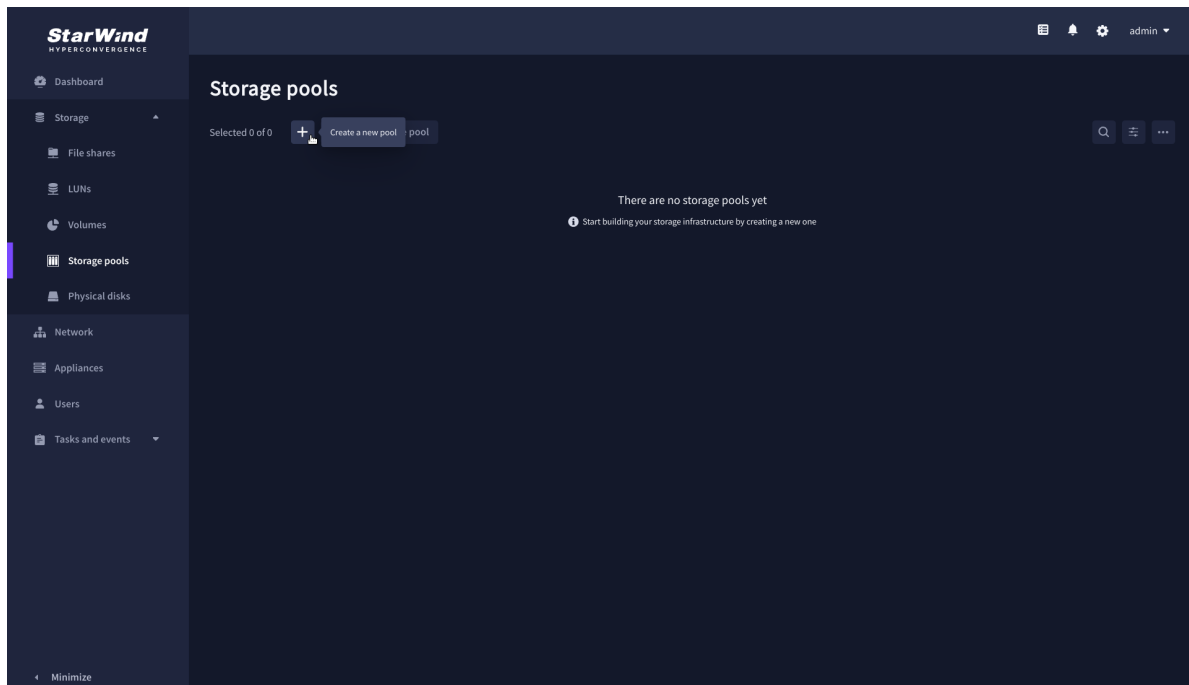 StarWind
HYPERCONVERGENCE
admin
Dashboard
Storage
File shares
LUNs
Volumes
Storage pools
Physical disks
Network
Appliances
Users
Tasks and events
Minimize
Storage pools
Selected 0 of 0
Create a new pool
pool
There are no storage pools yet
Start building your storage infrastructure by creating a new one